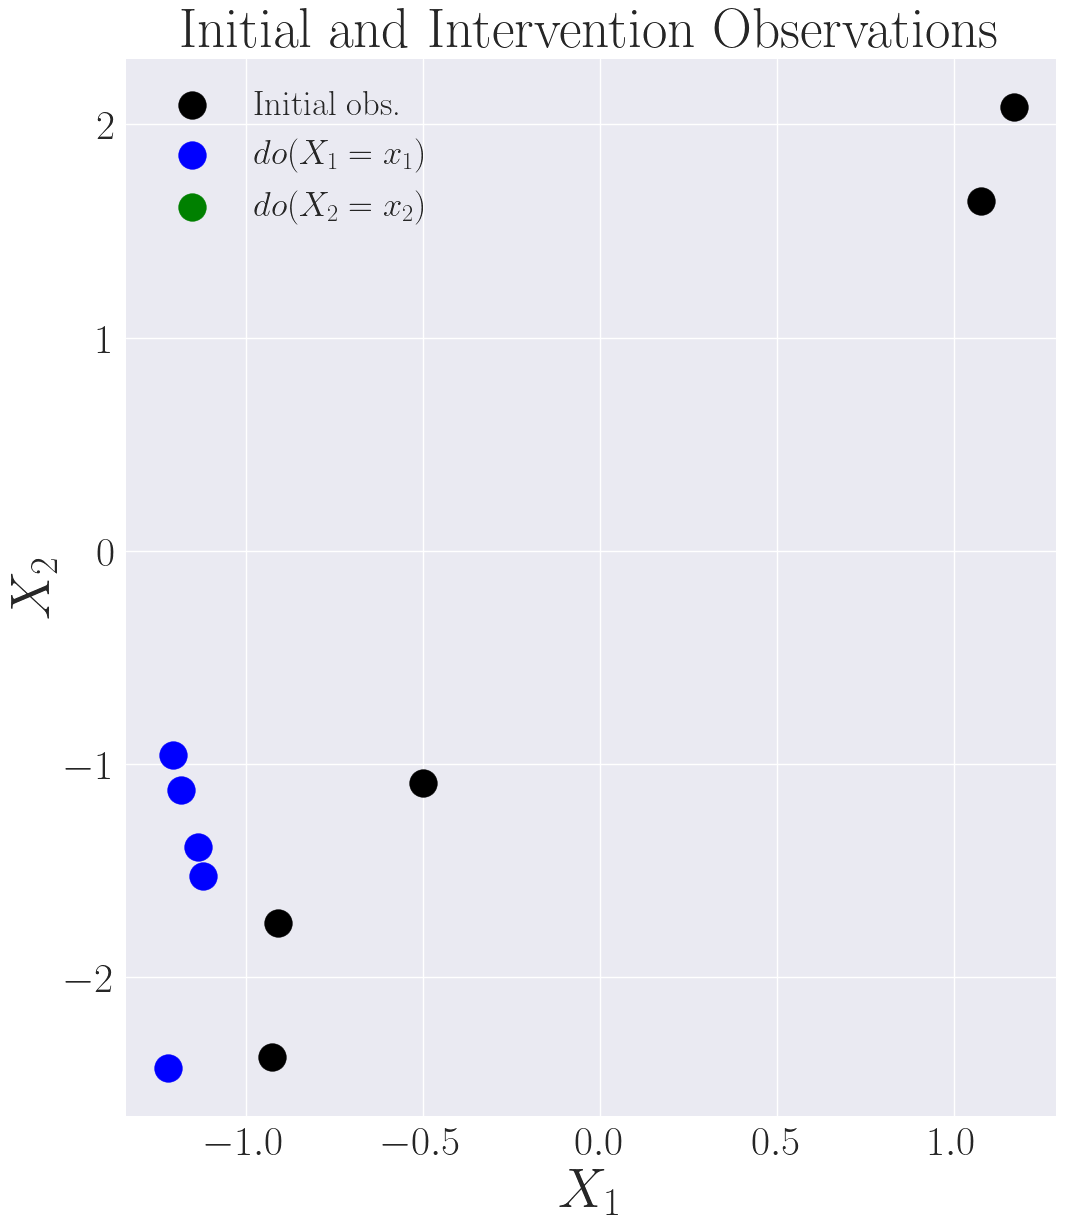 Initial and Intervention Observations
Initial obs.
do(X₁ = x₁)
do(X₂ = x₂)
2
1
0
−1
−2
X₂
−1.0 −0.5 0.0 0.5 1.0
X₁